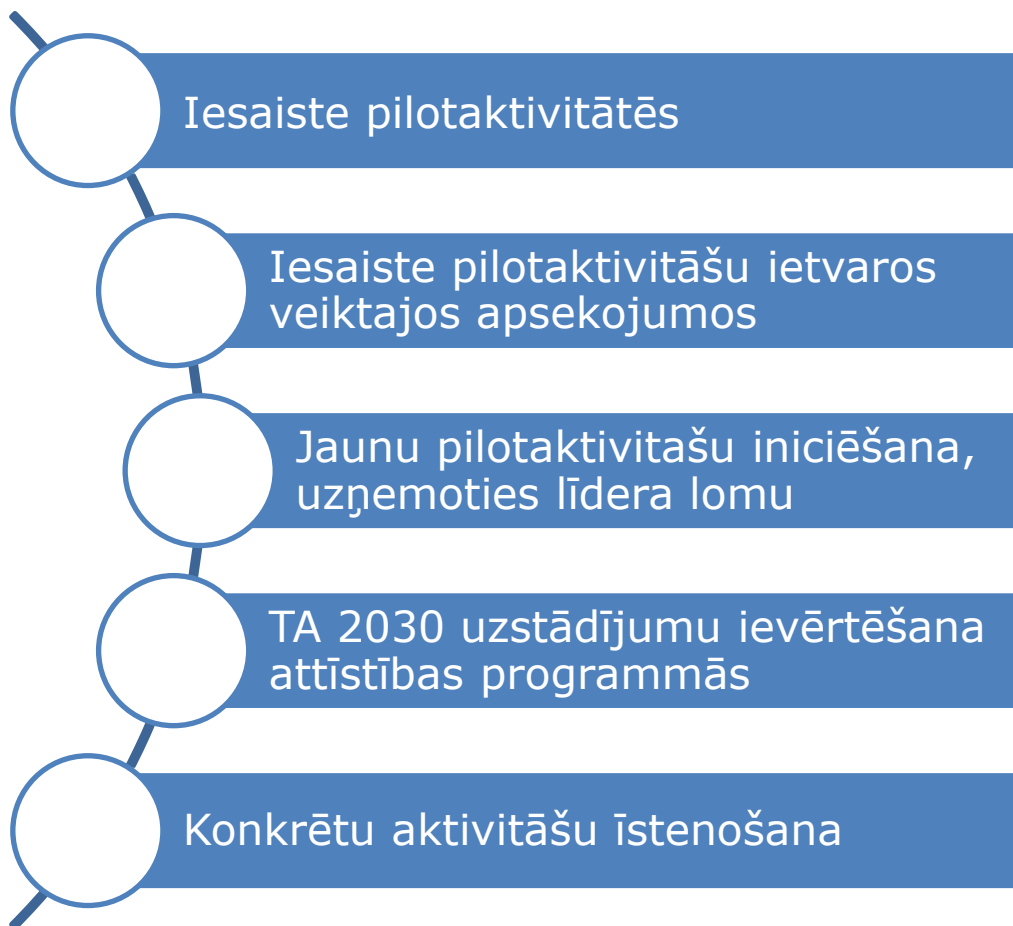 Iesaiste pilotaktivitātēs
Iesaiste pilotaktivitāšu ietvaros
veiktajos apsekojumos
Jaunu pilotaktivitašu iniciēšana,
uzņemoties līdera lomu
TA 2030 uzstādījumu ievērtēšana
attīstības programmās
Konkrētu aktivitāšu īstenošana